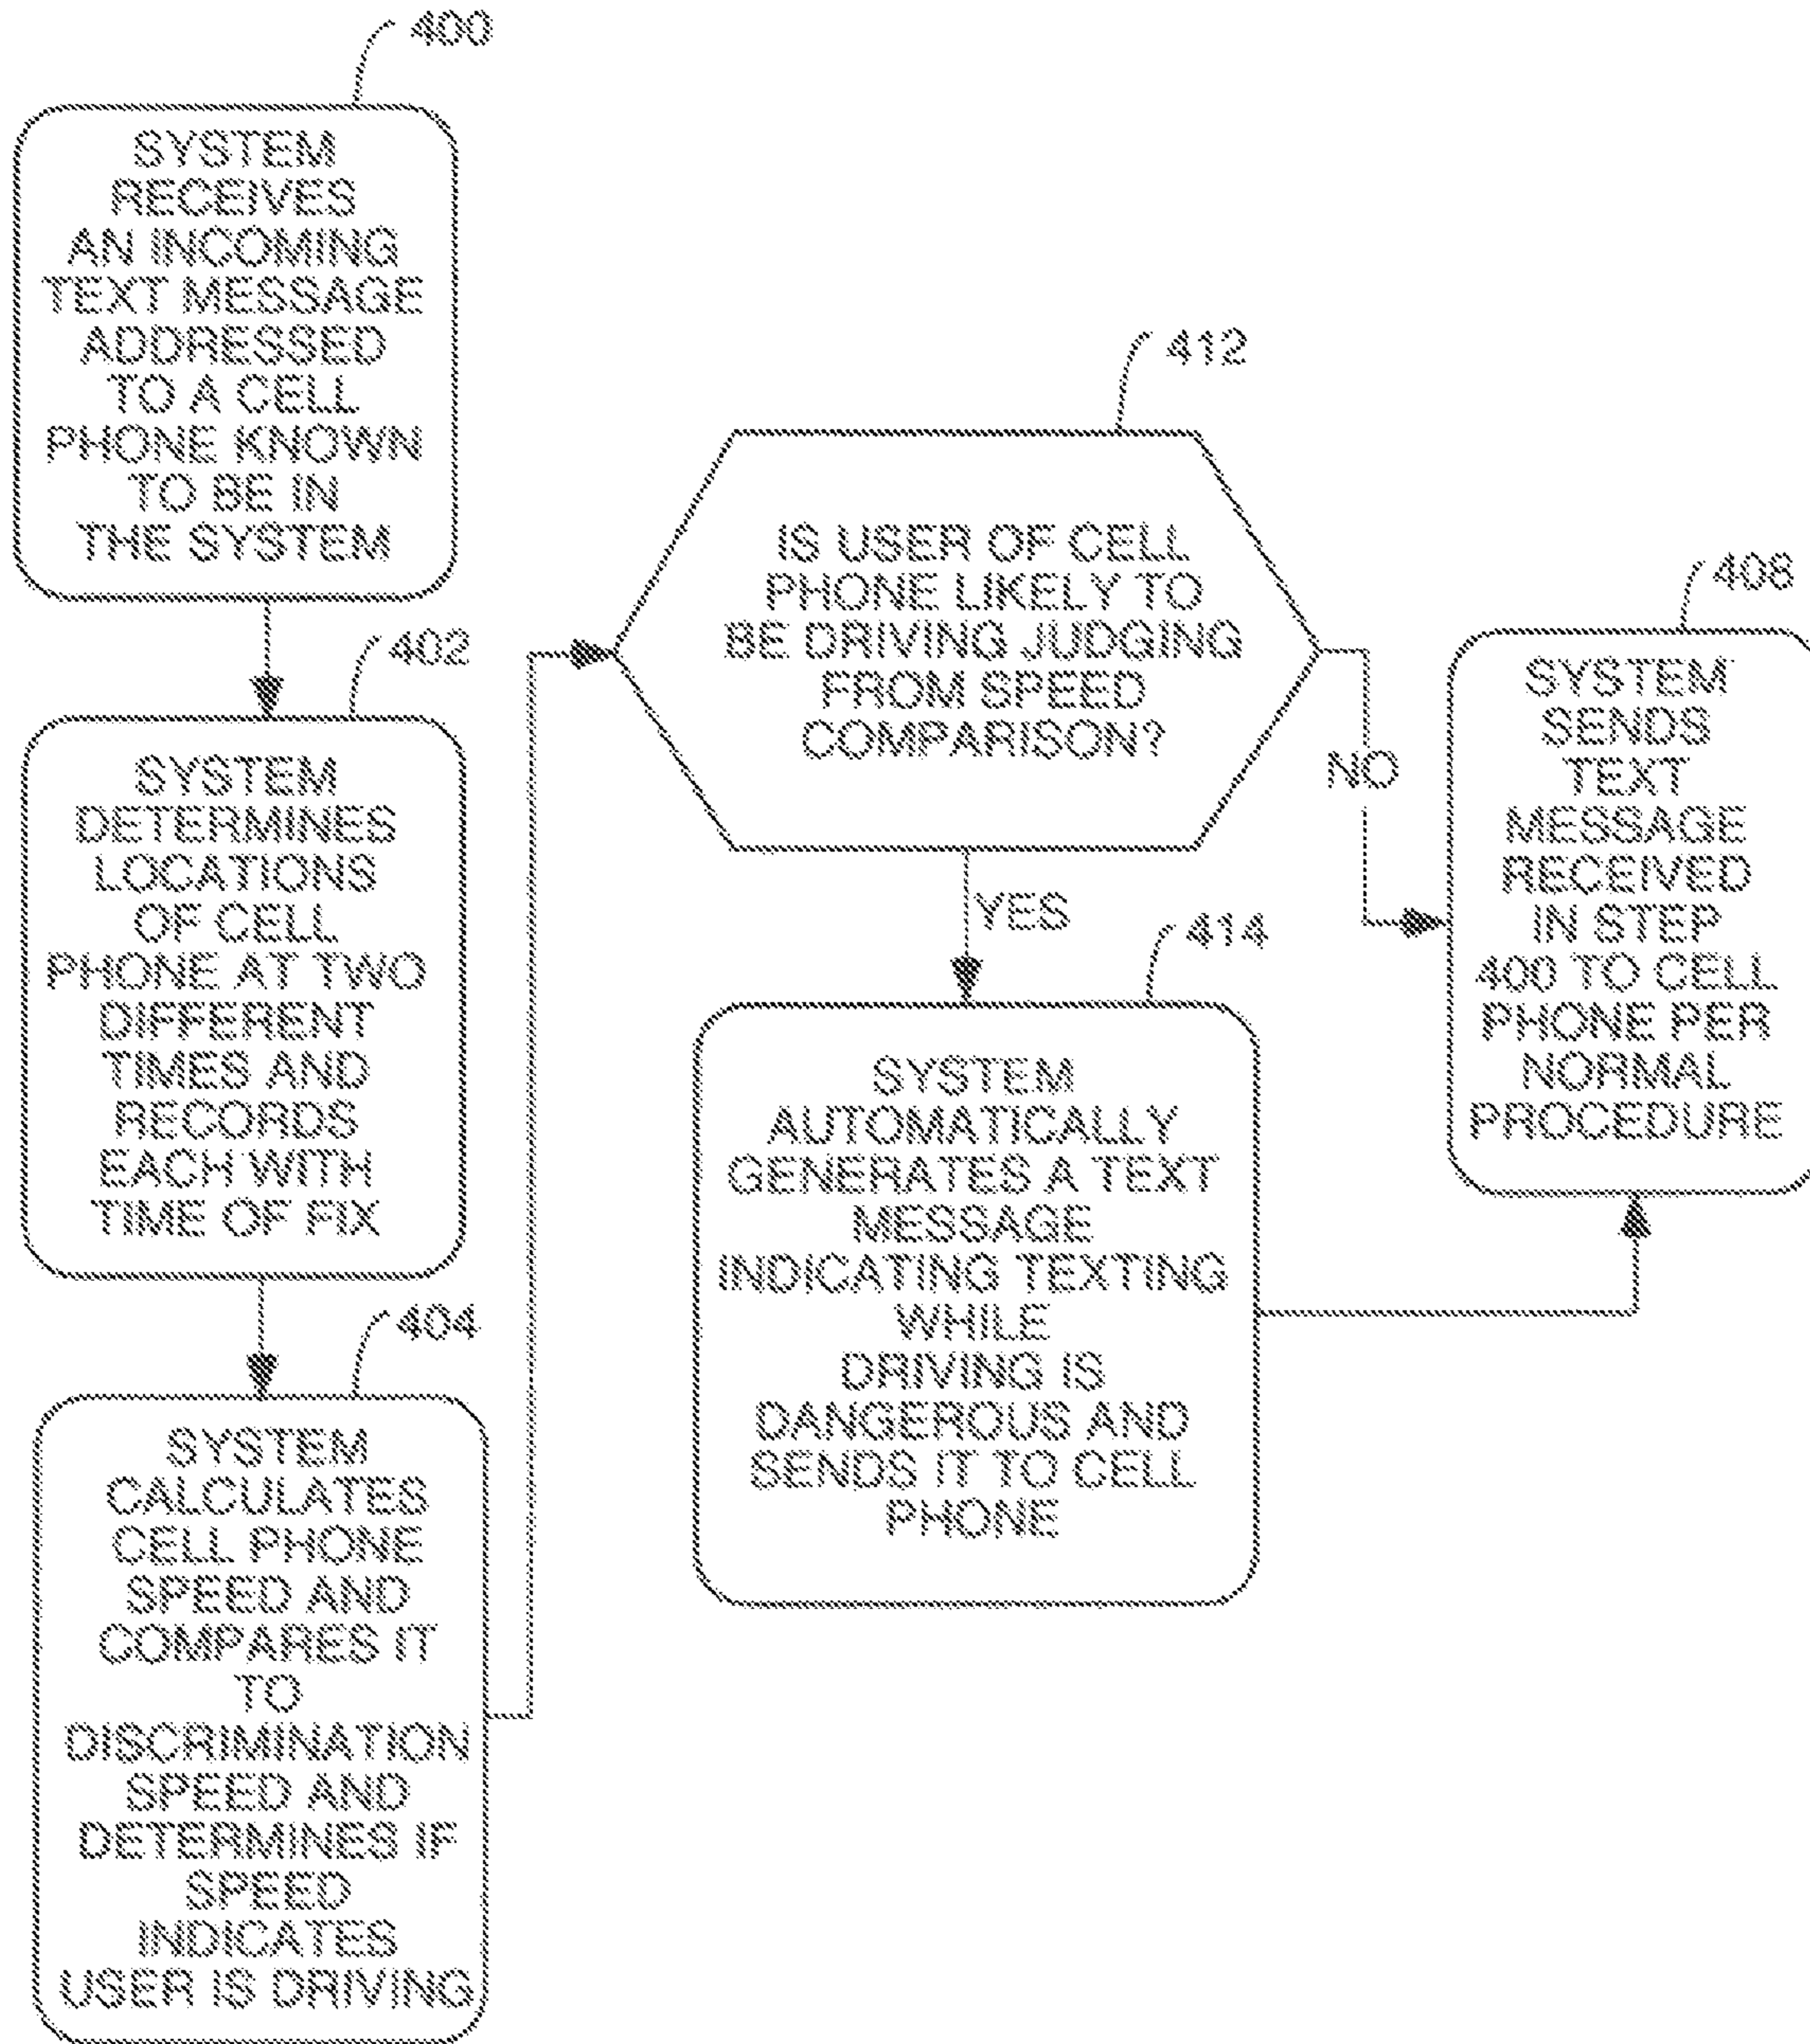 400
SYSTEM
RECEIVES
AN INCOMING
TEXT MESSAGE
ADDRESSED
TO A CELL
PHONE KNOWN
TO BE IN
THE SYSTEM
402
SYSTEM
DETERMINES
LOCATIONS
OF CELL
PHONE AT TWO
DIFFERENT
TIMES AND
RECORDS
EACH WITH
TIME OF FIX
404
SYSTEM
CALCULATES
CELL PHONE
SPEED AND
COMPARES IT
TO
DISCRIMINATION
SPEED AND
DETERMINES IF
SPEED
INDICATES
USER IS DRIVING
412
IS USER OF CELL
PHONE LIKELY TO
BE DRIVING JUDGING
FROM SPEED
COMPARISON?
NO
YES
414
SYSTEM
AUTOMATICALLY
GENERATES A TEXT
MESSAGE
INDICATING TEXTING
WHILE
DRIVING IS
DANGEROUS AND
SENDS IT TO CELL
PHONE
408
SYSTEM
SENDS
TEXT
MESSAGE
RECEIVED
IN STEP
400 TO CELL
PHONE PER
NORMAL
PROCEDURE